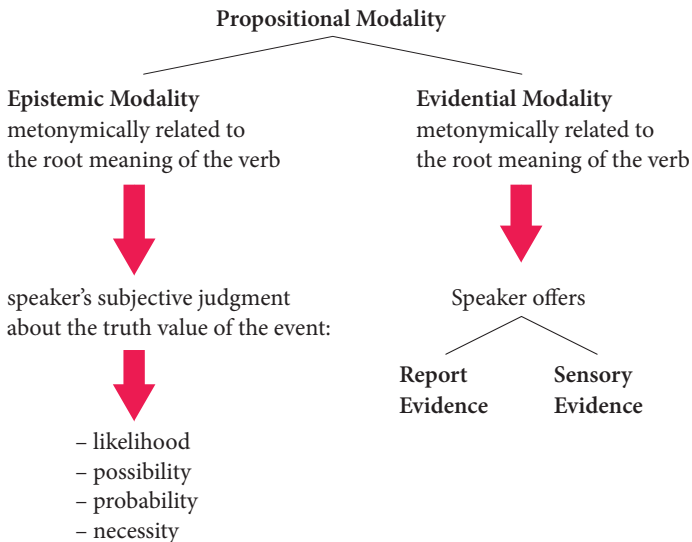 Propositional Modality
Epistemic Modality
metonymically related to
the root meaning of the verb
speaker's subjective judgment
about the truth value of the event:
– likelihood
– possibility
– probability
– necessity
Evidential Modality
metonymically related to
the root meaning of the verb
Speaker offers
Report
Evidence
Sensory
Evidence